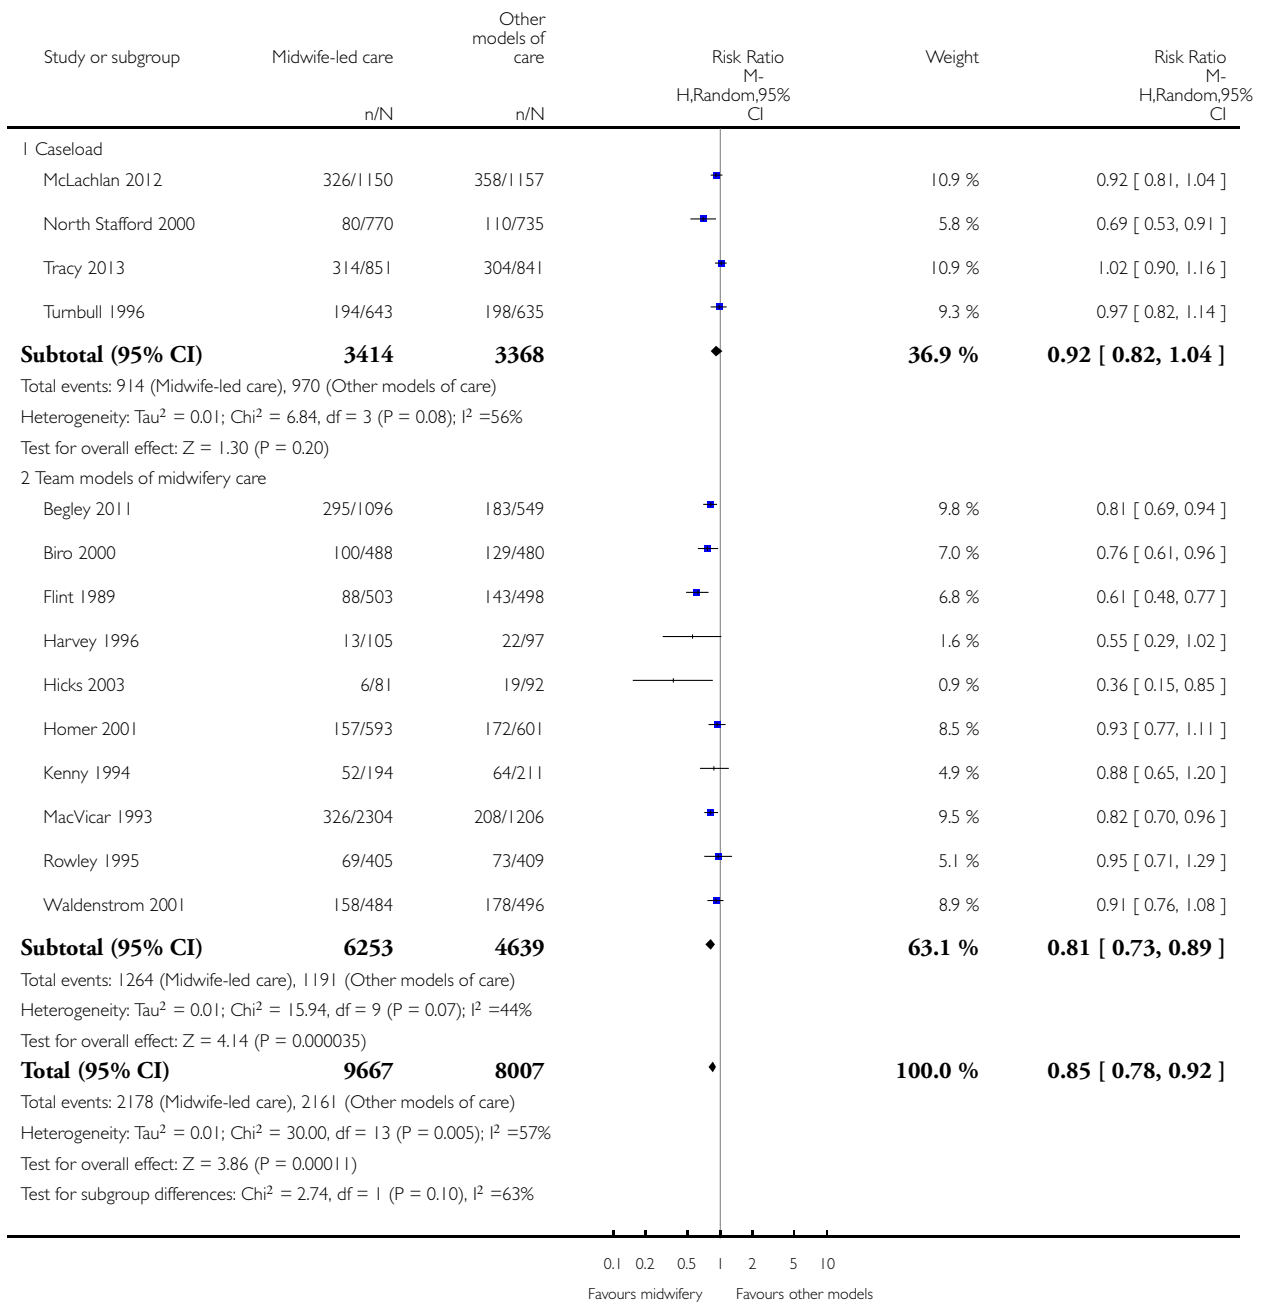 Study or subgroup Midwife-led care Other models of care Risk Ratio Weight Risk Ratio
n/N n/N M-H,Random,95% CI M-H,Random,95% CI
1 Caseload
McLachlan 2012 326/1150 358/1157 10.9 % 0.92 [ 0.81, 1.04 ]
North Stafford 2000 80/770 110/735 5.8 % 0.69 [ 0.53, 0.91 ]
Tracy 2013 314/851 304/841 10.9 % 1.02 [ 0.90, 1.16 ]
Turnbull 1996 194/643 198/635 9.3 % 0.97 [ 0.82, 1.14 ]
Subtotal (95% CI) 3414 3368 36.9 % 0.92 [ 0.82, 1.04 ]
Total events: 914 (Midwife-led care), 970 (Other models of care)
Heterogeneity: Tau² = 0.01; Chi² = 6.84, df = 3 (P = 0.08); I² =56%
Test for overall effect: Z = 1.30 (P = 0.20)
2 Team models of midwifery care
Begley 2011 295/1096 183/549 9.8 % 0.81 [ 0.69, 0.94 ]
Biro 2000 100/488 129/480 7.0 % 0.76 [ 0.61, 0.96 ]
Flint 1989 88/503 143/498 6.8 % 0.61 [ 0.48, 0.77 ]
Harvey 1996 13/105 22/97 1.6 % 0.55 [ 0.29, 1.02 ]
Hicks 2003 6/81 19/92 0.9 % 0.36 [ 0.15, 0.85 ]
Homer 2001 157/593 172/601 8.5 % 0.93 [ 0.77, 1.11 ]
Kenny 1994 52/194 64/211 4.9 % 0.88 [ 0.65, 1.20 ]
MacVicar 1993 326/2304 208/1206 9.5 % 0.82 [ 0.70, 0.96 ]
Rowley 1995 69/405 73/409 5.1 % 0.95 [ 0.71, 1.29 ]
Waldenstrom 2001 158/484 178/496 8.9 % 0.91 [ 0.76, 1.08 ]
Subtotal (95% CI) 6253 4639 63.1 % 0.81 [ 0.73, 0.89 ]
Total events: 1264 (Midwife-led care), 1191 (Other models of care)
Heterogeneity: Tau² = 0.01; Chi² = 15.94, df = 9 (P = 0.07); I² =44%
Test for overall effect: Z = 4.14 (P = 0.000035)
Total (95% CI) 9667 8007 100.0 % 0.85 [ 0.78, 0.92 ]
Total events: 2178 (Midwife-led care), 2161 (Other models of care)
Heterogeneity: Tau² = 0.01; Chi² = 30.00, df = 13 (P = 0.005); I² =57%
Test for overall effect: Z = 3.86 (P = 0.00011)
Test for subgroup differences: Chi² = 2.74, df = 1 (P = 0.10), I² =63%
0.1 0.2 0.5 1 2 5 10
Favours midwifery Favours other models